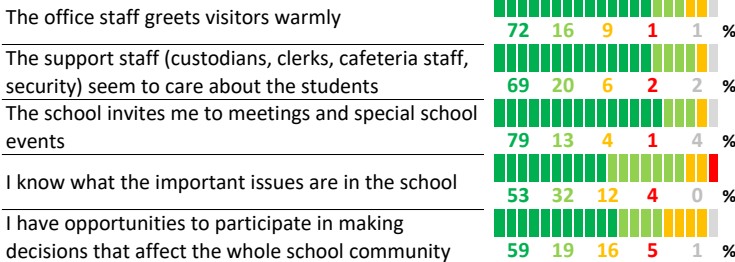 The office staff greets visitors warmly
72 16 9 1 1 %
The support staff (custodians, clerks, cafeteria staff,
security) seem to care about the students
69 20 6 2 2 %
The school invites me to meetings and special school
events
79 13 4 1 4 %
I know what the important issues are in the school
53 32 12 4 0 %
I have opportunities to participate in making
decisions that affect the whole school community
59 19 16 5 1 %